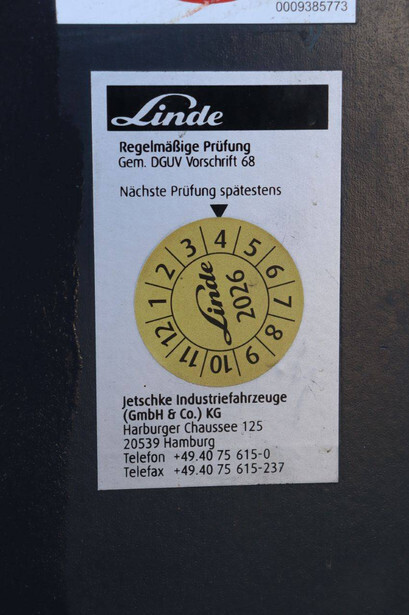 0009385773
Linde
Regelmäßige Prüfung
Gem. DGUV Vorschrift 68
Nächste Prüfung spätestens
1 2 3 4 5 6 7 8 9 10 11 12
Linde
2026
Jetschke Industriefahrzeuge
(GmbH & Co.) KG
Harburger Chaussee 125
20539 Hamburg
Telefon +49.40 75 615-0
Telefax +49.40 75 615-237